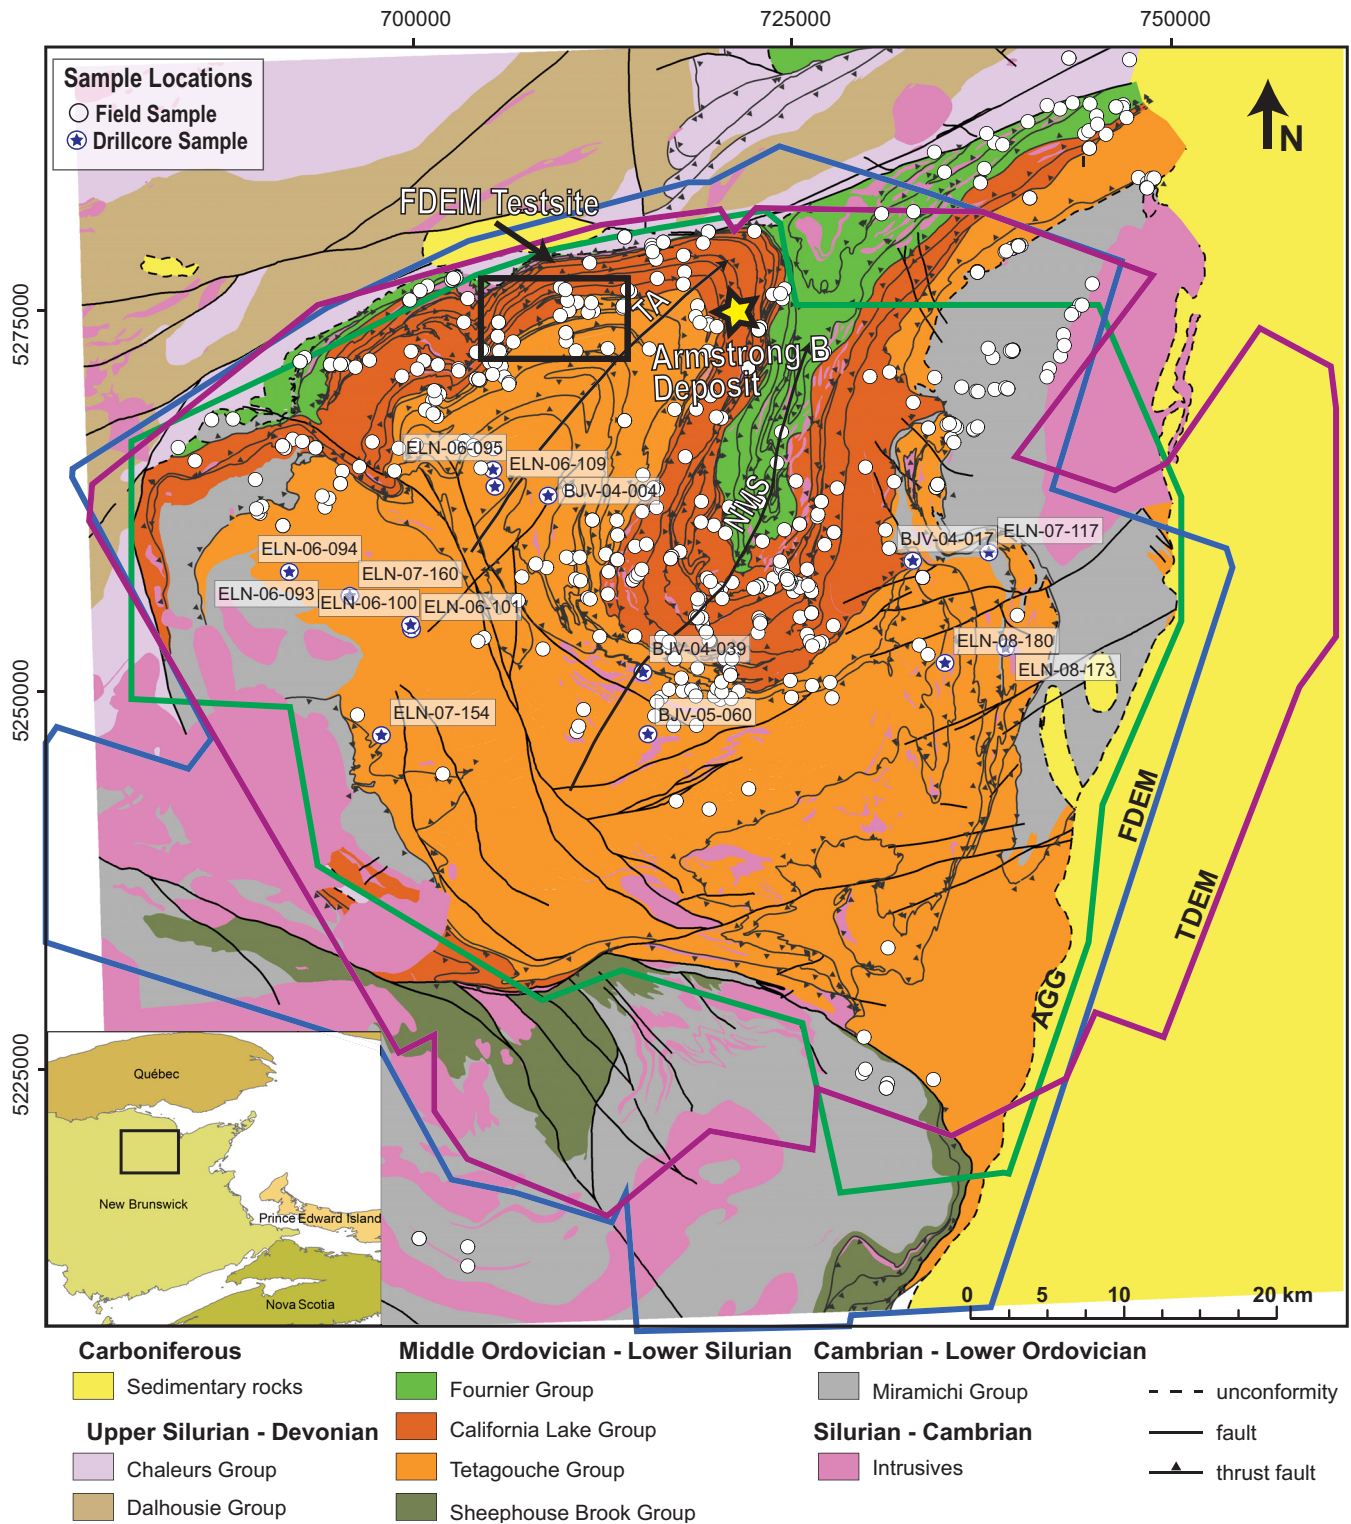 700000
725000
750000
Sample Locations
Field Sample
Drillcore Sample
N
FDEM Testsite
5275000
TA
Armstrong B
Deposit
NMS
ELN-06-095
ELN-06-109
BJV-04-004
ELN-06-094
ELN-07-160
ELN-06-093
ELN-06-100
ELN-06-101
BJV-04-017
ELN-07-117
BJV-04-039
ELN-08-180
ELN-08-173
5250000
ELN-07-154
BJV-05-060
FDEM
TDEM
AGG
5225000
Québec
New Brunswick
Prince Edward Island
Nova Scotia
0 5 10 20 km
Carboniferous
Sedimentary rocks
Upper Silurian - Devonian
Chaleurs Group
Dalhousie Group
Middle Ordovician - Lower Silurian
Fournier Group
California Lake Group
Tetagouche Group
Sheephouse Brook Group
Cambrian - Lower Ordovician
Miramichi Group
Silurian - Cambrian
Intrusives
unconformity
fault
thrust fault